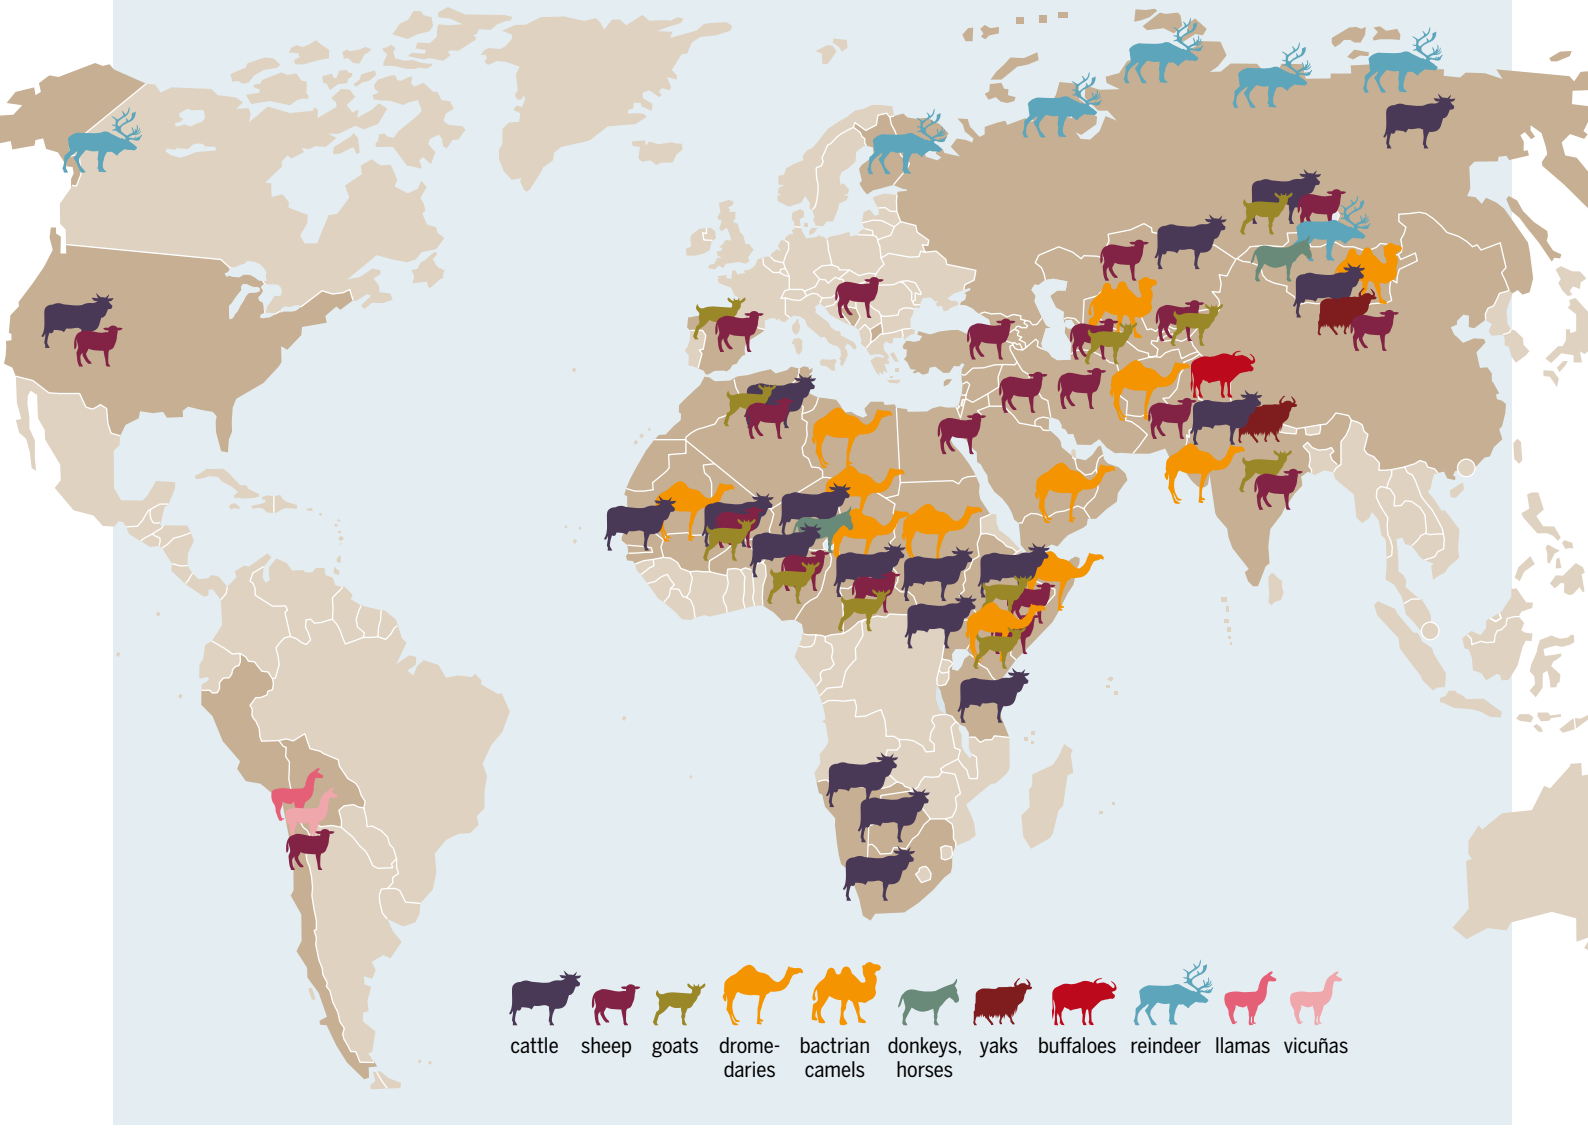 cattle sheep goats drome- bactrian donkeys, yaks buffaloes reindeer llamas vicuñas
daries camels horses